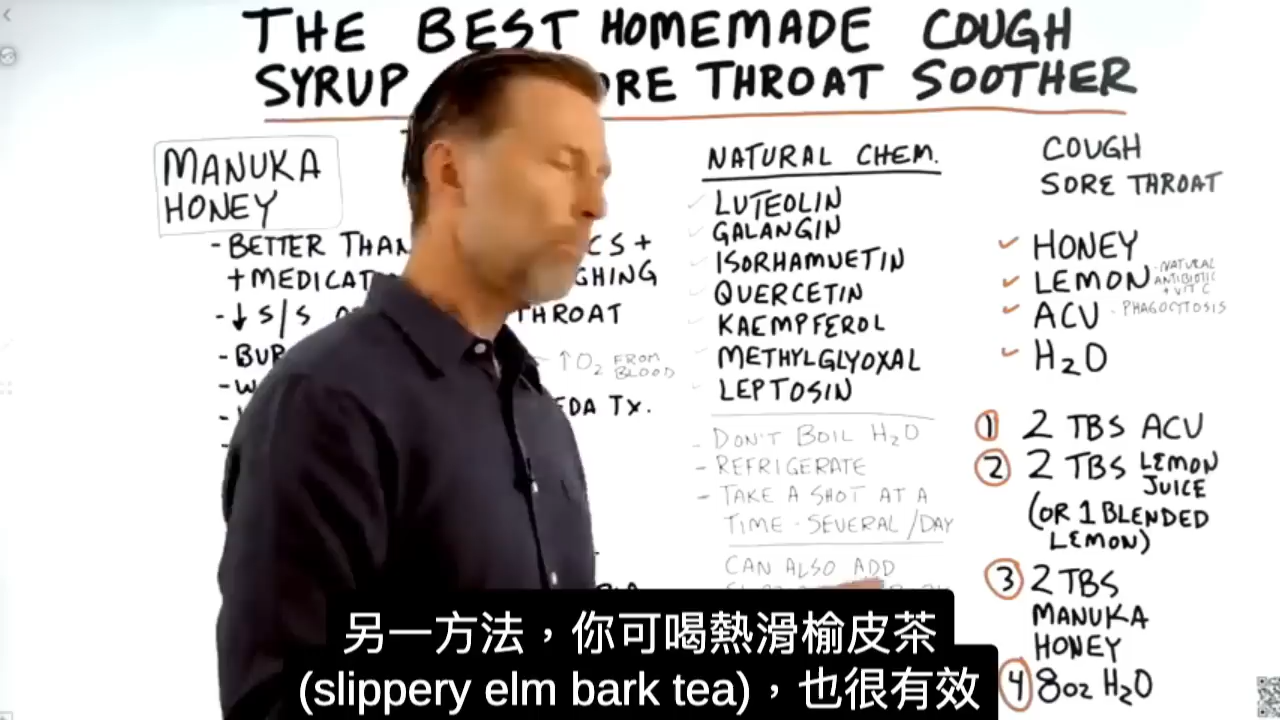 THE BEST HOMEMADE COUGH
SYRUP RE THROAT SOOTHER
MANUKA
HONEY
- BETTER THAN CS +
+ MEDICAT GHING
- ↓ S/S THROAT
- BUR
↑ O₂ FROM
BLOOD
EDA TX.
NATURAL CHEM.
LUTEOLIN
GALANGIN
ISORHAMNETIN
QUERCETIN
KAEMPFEROL
METHYLGLYOXAL
LEPTOSIN
- DON'T BOIL H₂O
- REFRIGERATE
- TAKE A SHOT AT A
TIME - SEVERAL /DAY
CAN ALSO ADD
COUGH
SORE THROAT
✓ HONEY
✓ LEMON - NATURAL
ANTIBIOTIC
+ VIT C
✓ ACU - PHAGOCYTOSIS
✓ H₂O
① 2 TBS ACU
② 2 TBS LEMON
JUICE
(OR 1 BLENDED
LEMON)
③ 2 TBS
MANUKA
HONEY
④ 8oz H₂O
另一方法，你可喝熱滑榆皮茶
(slippery elm bark tea)，也很有效